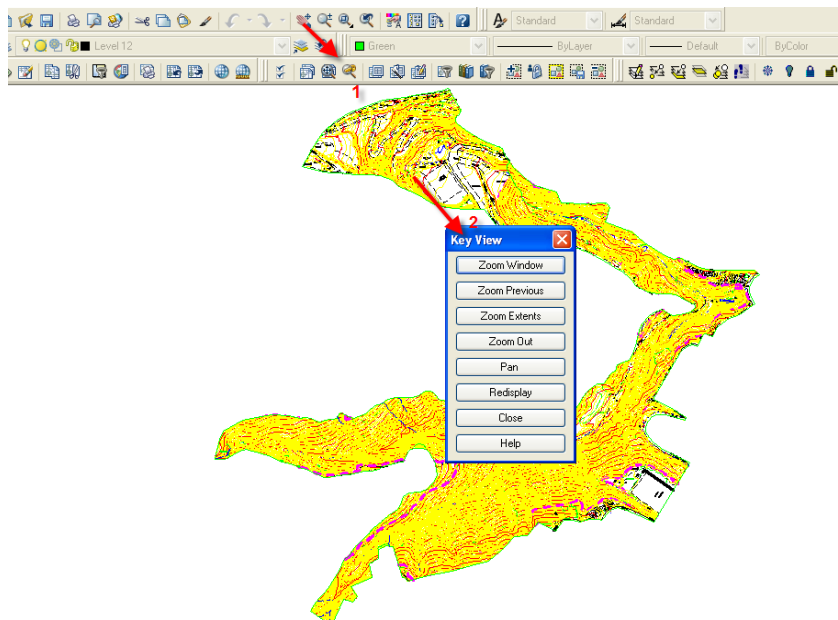 Standard Standard
Level 12 Green ByLayer Default ByColor
1
2
Key View
Zoom Window
Zoom Previous
Zoom Extents
Zoom Out
Pan
Redisplay
Close
Help